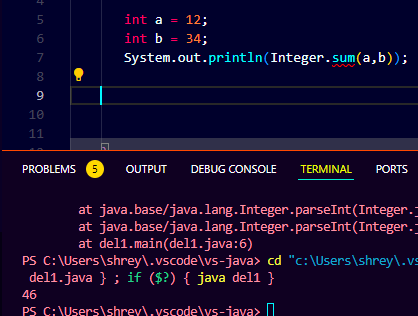 4
5 int a = 12;
6 int b = 34;
7 System.out.println(Integer.sum(a,b));
8
9
10
11
}
PROBLEMS 5 OUTPUT DEBUG CONSOLE TERMINAL PORTS
at java.base/java.lang.Integer.parseInt(Integer.j
at java.base/java.lang.Integer.parseInt(Integer.j
at del1.main(del1.java:6)
PS C:\Users\shrey\.vscode\vs-java> cd "c:\Users\shrey\.vs
del1.java } ; if ($?) { java del1 }
46
PS C:\Users\shrey\.vscode\vs-java>